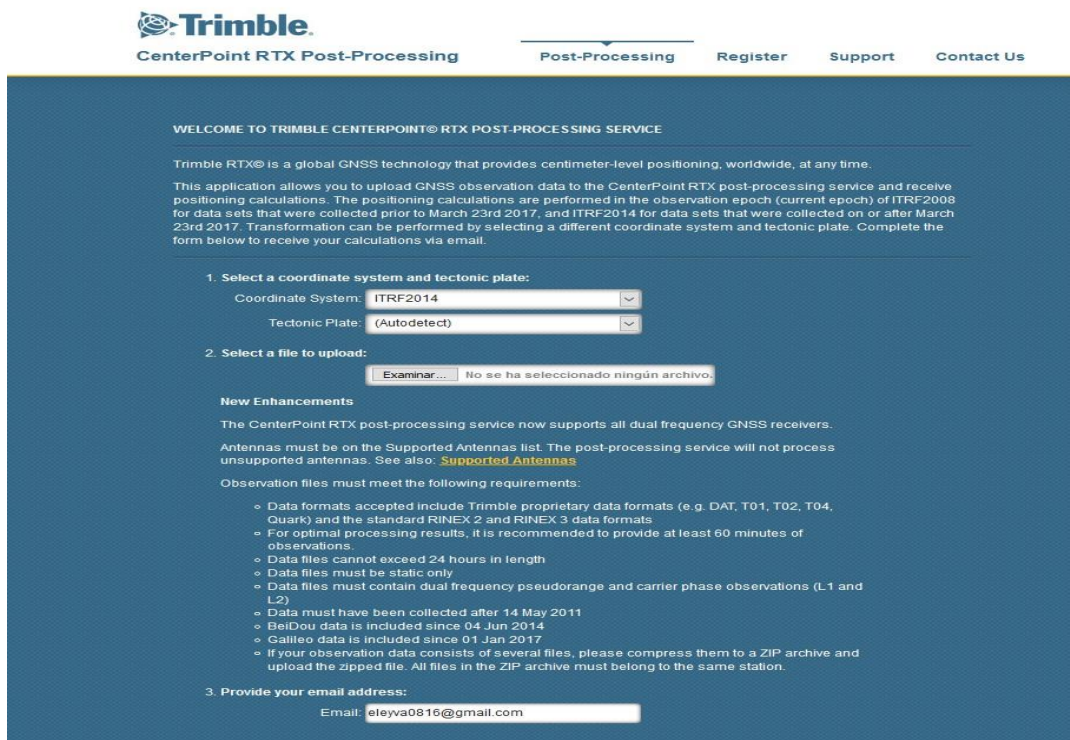 Trimble.
CenterPoint RTX Post-Processing
Post-Processing
Register
Support
Contact Us
WELCOME TO TRIMBLE CENTERPOINT® RTX POST-PROCESSING SERVICE
Trimble RTX® is a global GNSS technology that provides centimeter-level positioning, worldwide, at any time.
This application allows you to upload GNSS observation data to the CenterPoint RTX post-processing service and receive
positioning calculations. The positioning calculations are performed in the observation epoch (current epoch) of ITRF2008
for data sets that were collected prior to March 23rd 2017, and ITRF2014 for data sets that were collected on or after March
23rd 2017. Transformation can be performed by selecting a different coordinate system and tectonic plate. Complete the
form below to receive your calculations via email.
1. Select a coordinate system and tectonic plate:
Coordinate System: ITRF2014
Tectonic Plate: (Autodetect)
2. Select a file to upload:
Examinar... No se ha seleccionado ningún archivo.
New Enhancements
The CenterPoint RTX post-processing service now supports all dual frequency GNSS receivers.
Antennas must be on the Supported Antennas list. The post-processing service will not process
unsupported antennas. See also: Supported Antennas
Observation files must meet the following requirements:
Data formats accepted include Trimble proprietary data formats (e.g. DAT, T01, T02, T04,
Quark) and the standard RINEX 2 and RINEX 3 data formats
For optimal processing results, it is recommended to provide at least 60 minutes of
observations.
Data files cannot exceed 24 hours in length
Data files must be static only
Data files must contain dual frequency pseudorange and carrier phase observations (L1 and
L2)
Data must have been collected after 14 May 2011
BeiDou data is included since 04 Jun 2014
Galileo data is included since 01 Jan 2017
If your observation data consists of several files, please compress them to a ZIP archive and
upload the zipped file. All files in the ZIP archive must belong to the same station.
3. Provide your email address:
Email: eleyva0816@gmail.com